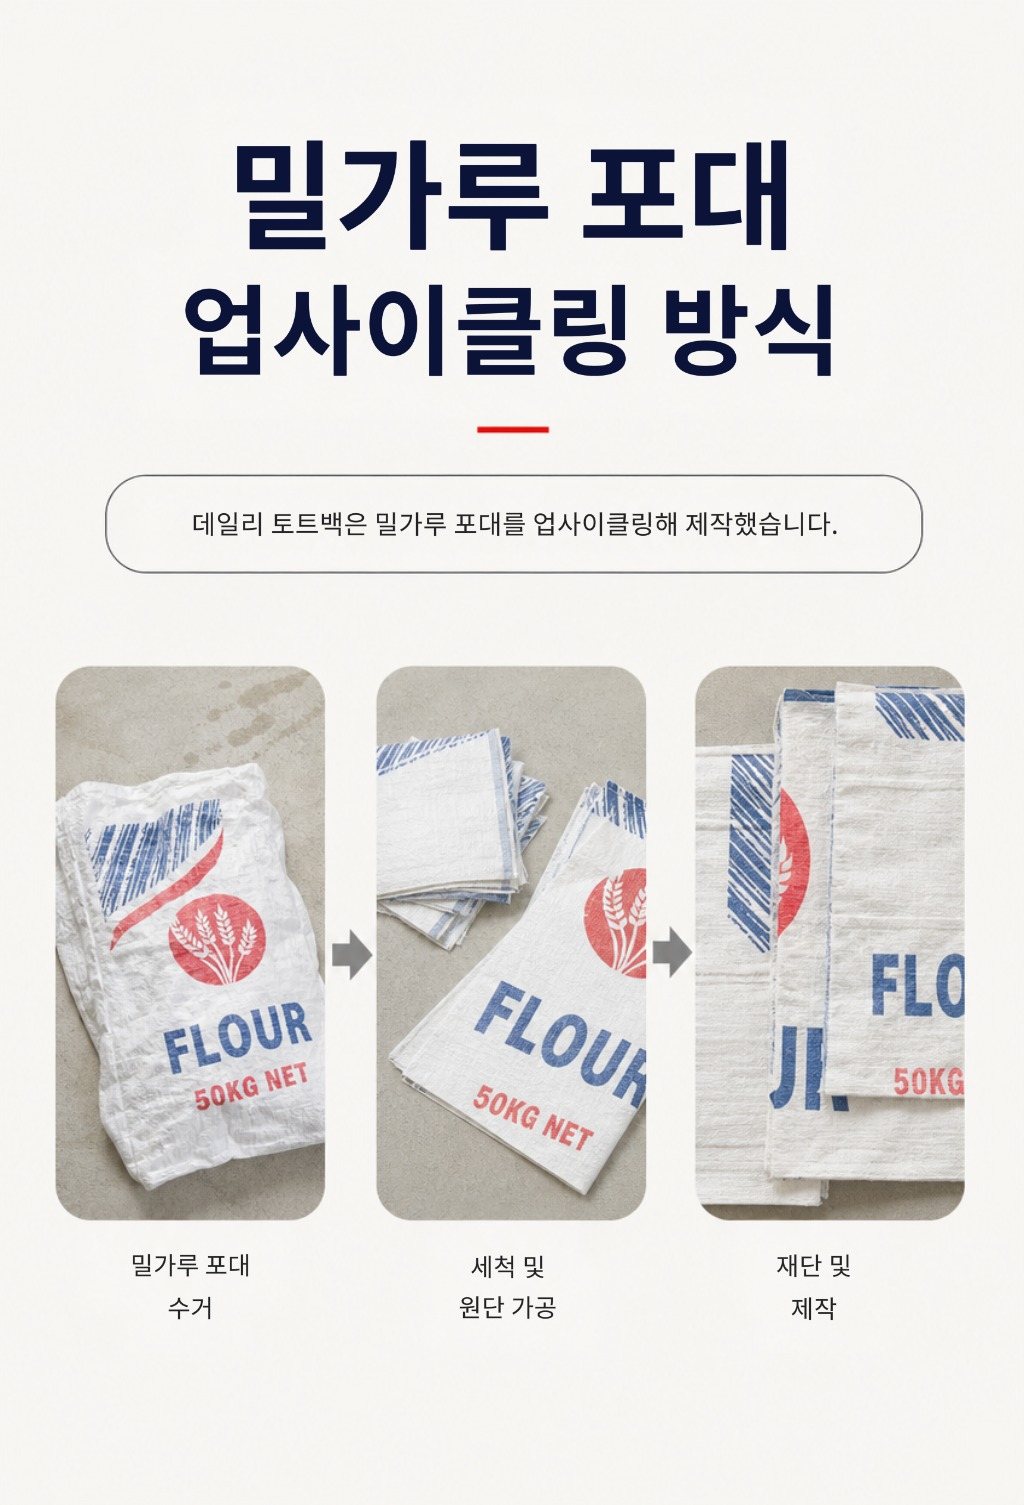 밀가루 포대
업사이클링 방식
데일리 토트백은 밀가루 포대를 업사이클링해 제작했습니다.
FLOUR
50KG NET
FLOUR
50KG NET
UR
FLO
50KG
밀가루 포대
수거
세척 및
원단 가공
재단 및
제작